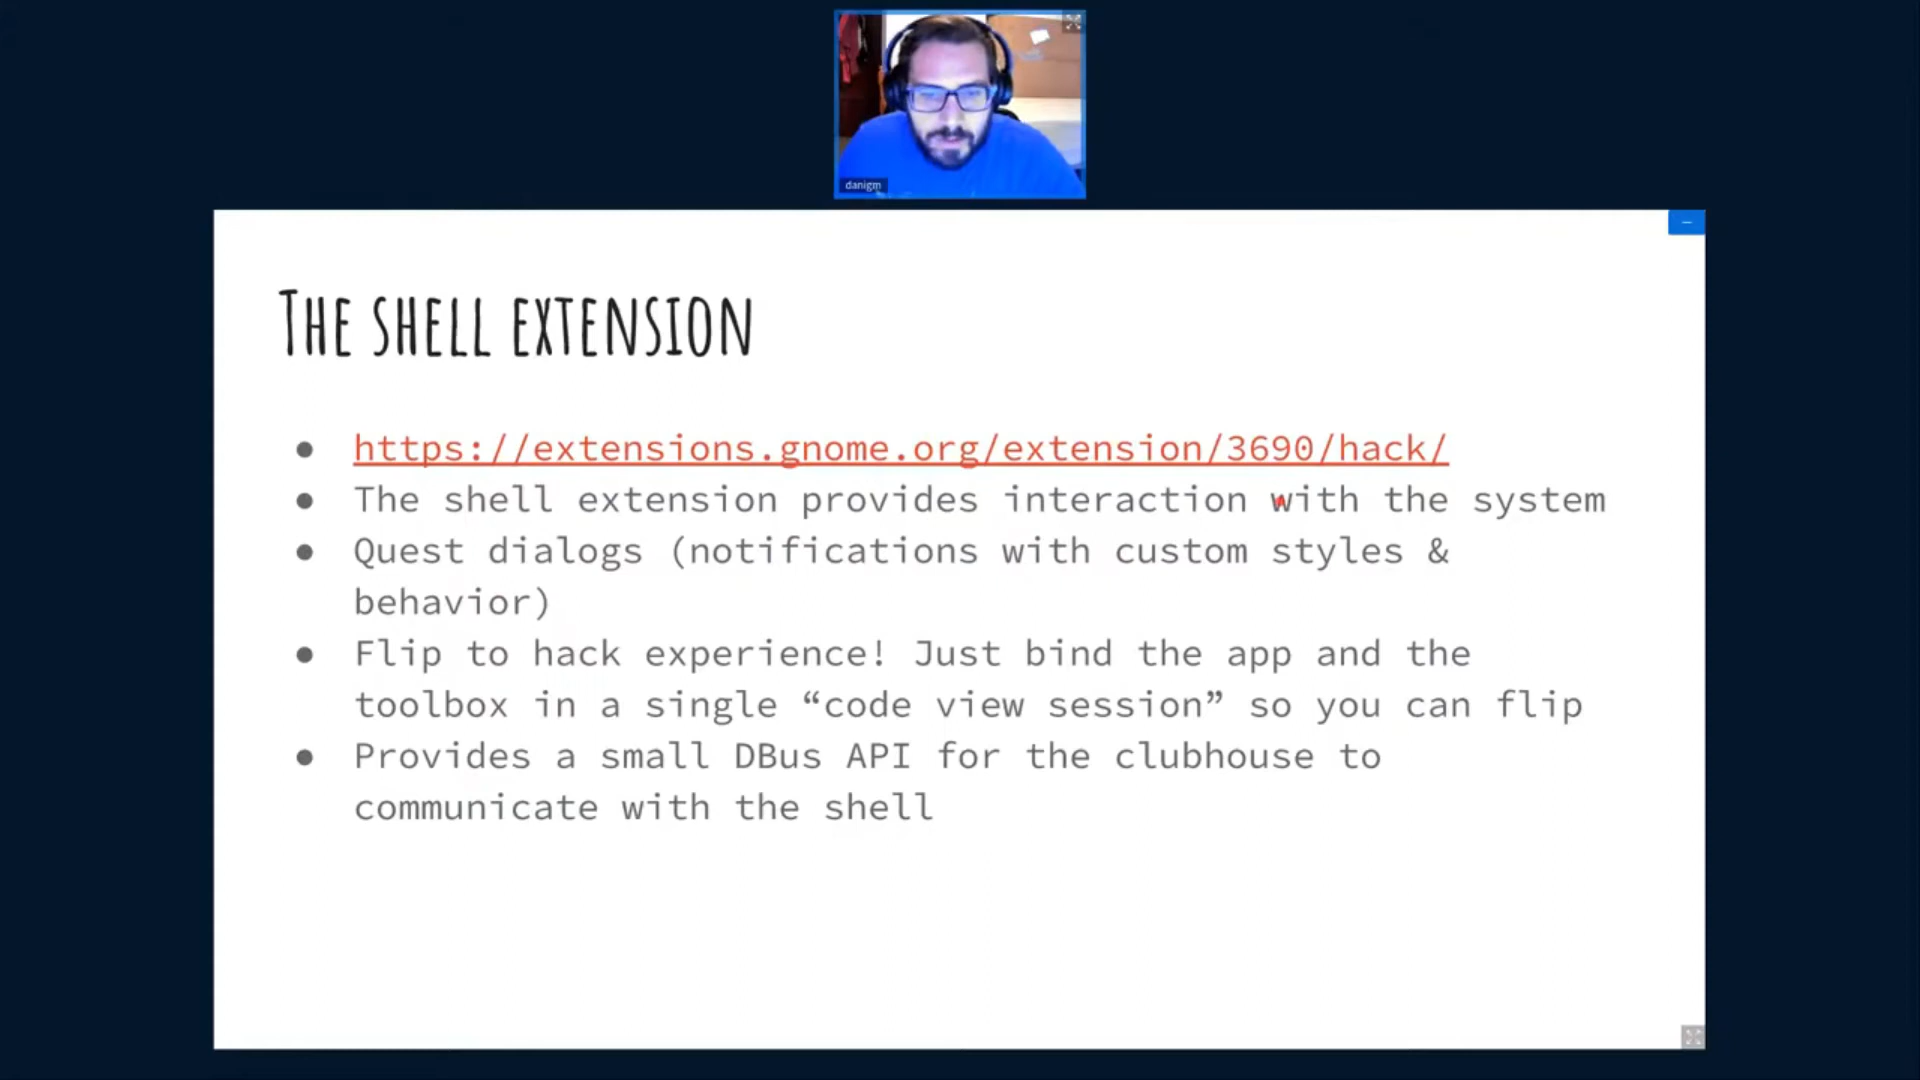 danigm
The shell extension
● https://extensions.gnome.org/extension/3690/hack/
● The shell extension provides interaction with the system
● Quest dialogs (notifications with custom styles &
behavior)
● Flip to hack experience! Just bind the app and the
toolbox in a single “code view session” so you can flip
● Provides a small DBus API for the clubhouse to
communicate with the shell